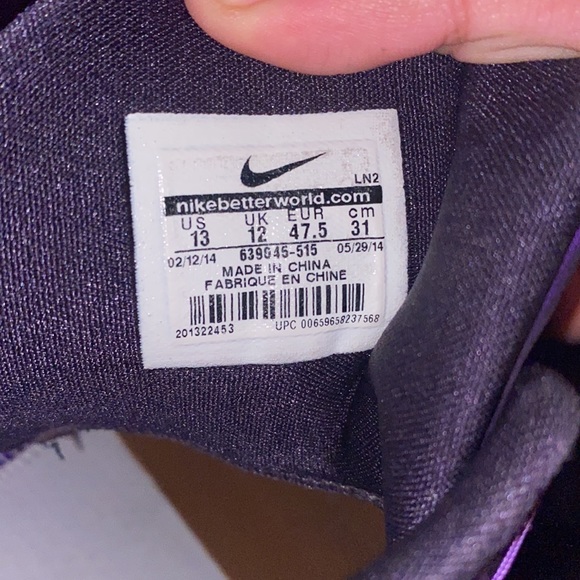 LN2
nikebetterworld.com
US UK EUR cm
13 12 47.5 31
02/12/14 639045-515 05/29/14
MADE IN CHINA
FABRIQUE EN CHINE
201322453 UPC 00659658237568